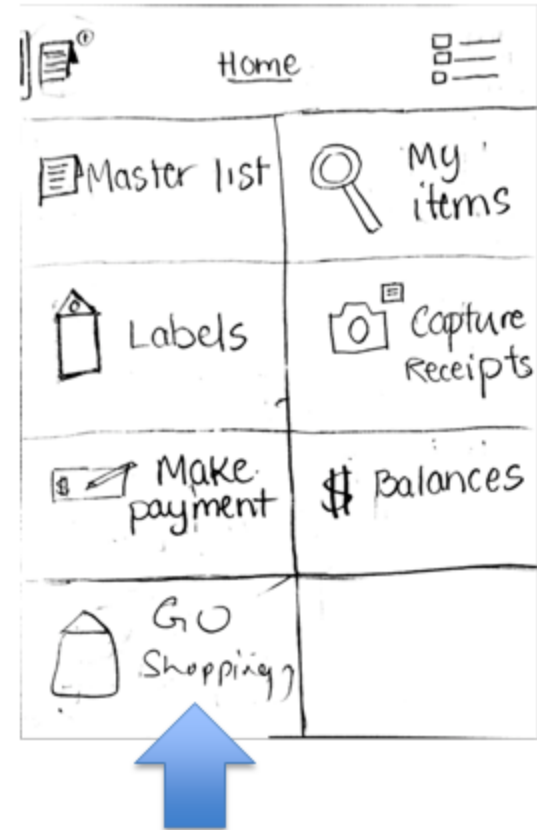 Home
Master list
My
items
Labels
Capture
Receipts
$ Make
payment
$ Balances
GO
Shopping